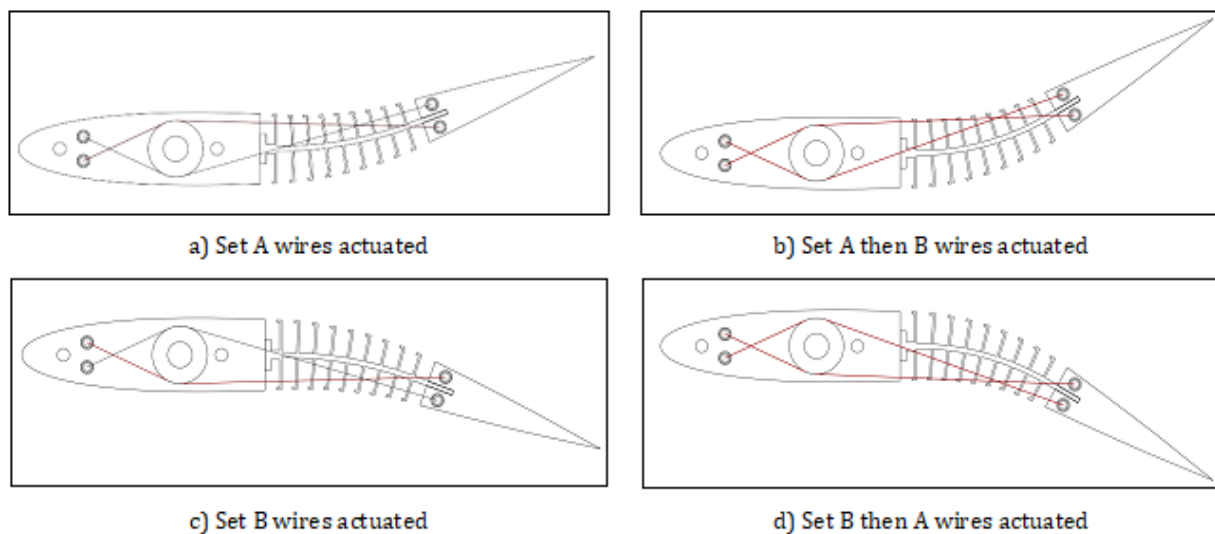 a) Set A wires actuated
b) Set A then B wires actuated
c) Set B wires actuated
d) Set B then A wires actuated